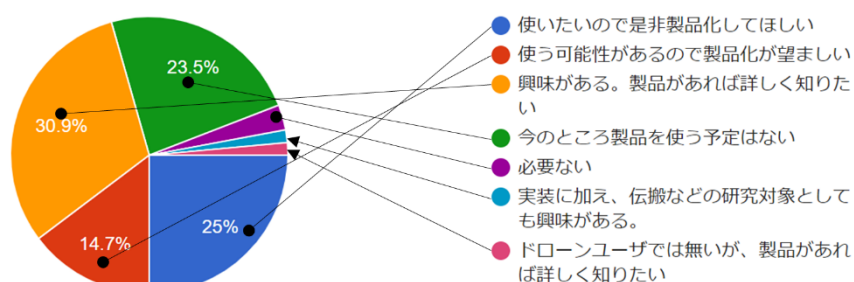 使いたいので是非製品化してほしい
使う可能性があるので製品化が望ましい
興味がある。製品があれば詳しく知りた
い
今のところ製品を使う予定はない
必要ない
実装に加え、伝搬などの研究対象として
も興味がある。
ドローンユーザでは無いが、製品があれ
ば詳しく知りたい
23.5%
30.9%
25%
14.7%